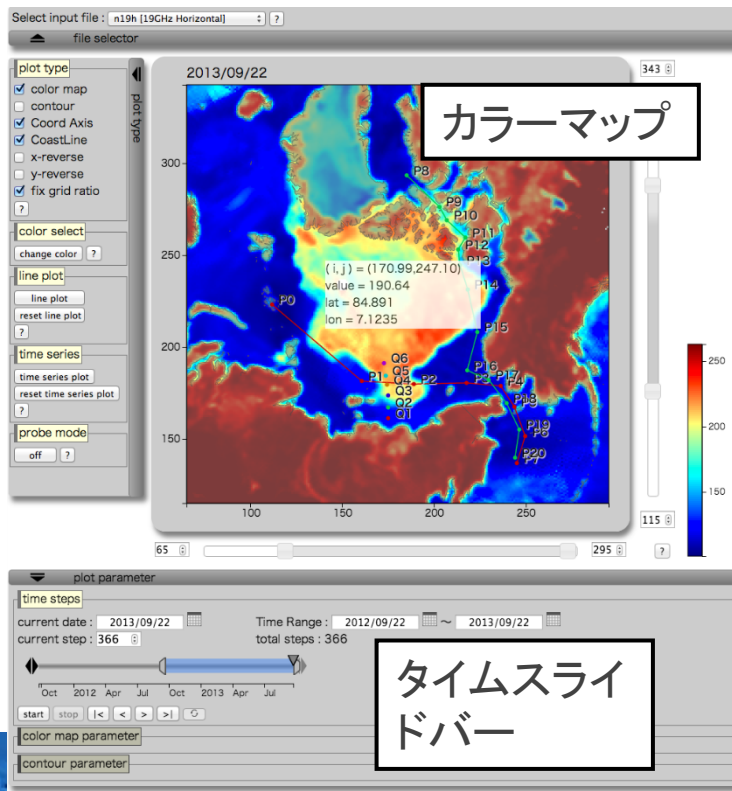 Select input file : n19h [19GHz Horizontal] ?
file selector
plot type
color map
contour
Coord Axis
CoastLine
x-reverse
y-reverse
fix grid ratio
?
color select
change color ?
line plot
line plot
reset line plot
?
time series
time series plot
reset time series plot
?
probe mode
off ?
plot type
2013/09/22
カラーマップ
343
300
250
200
150
100 150 200 250
P8
P9
P10
P11
P12
P13
P14
( i, j ) = (170.99,247.10)
value = 190.64
lat = 84.891
lon = 7.1235
P0
P15
Q6
P16
P1 Q5
Q4 P2 P3 P17
Q3 P4
Q2 P18
Q1 P19
P6
P20
P7
250
200
150
115
65 295 ?
plot parameter
time steps
current date : 2013/09/22 Time Range : 2012/09/22 ~ 2013/09/22
current step : 366 total steps : 366
Oct 2012 Apr Jul Oct 2013 Apr Jul
start stop |< < > >|
タイムスライ
ドバー
color map parameter
contour parameter